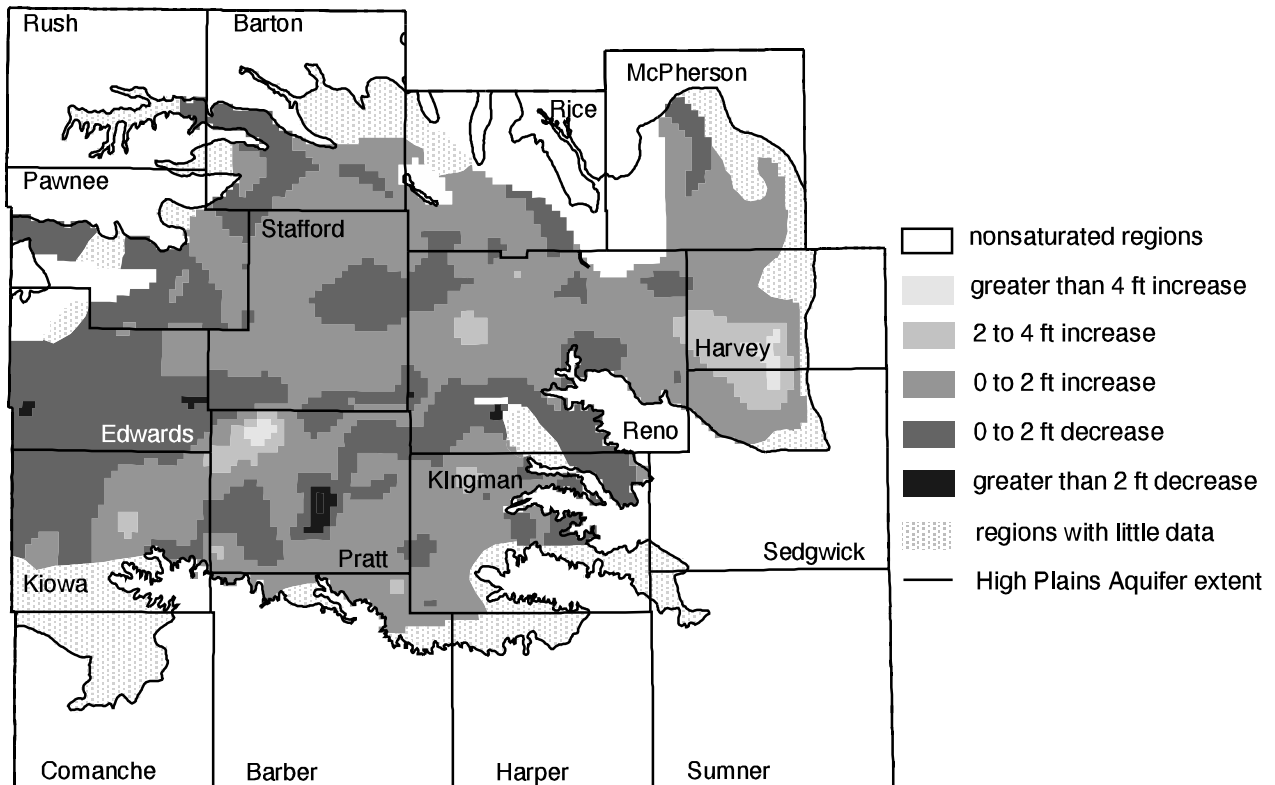 Rush
Barton
McPherson
Rice
Pawnee
Stafford
Harvey
Edwards
Reno
KIngman
Pratt
Sedgwick
Kiowa
Comanche
Barber
Harper
Sumner
nonsaturated regions
greater than 4 ft increase
2 to 4 ft increase
0 to 2 ft increase
0 to 2 ft decrease
greater than 2 ft decrease
regions with little data
High Plains Aquifer extent